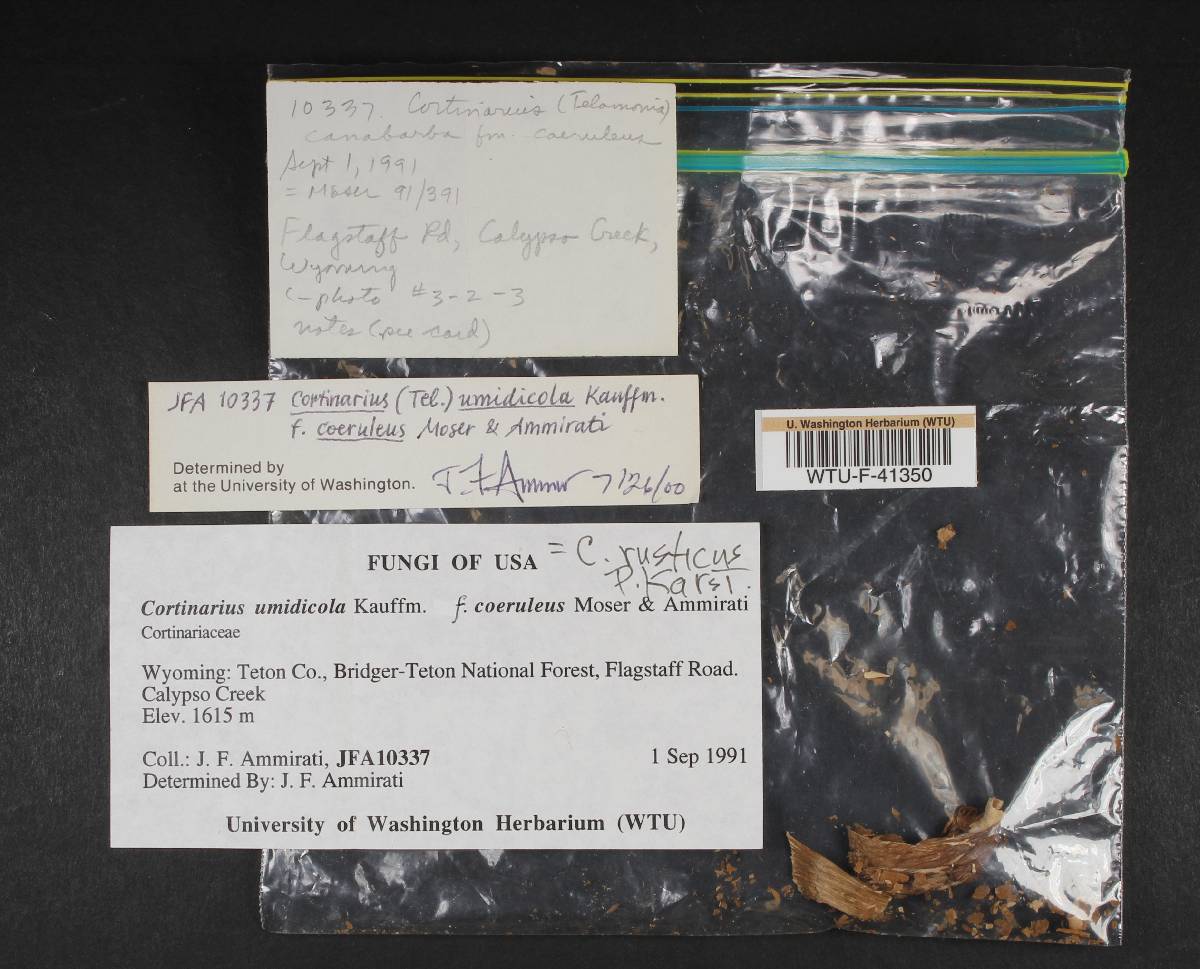 10337. Cortinarius (Telamonia)
canabarba fm. caeruleus
Sept 1, 1991
= Moser 91/391
Flagstaff Rd, Calypso Creek,
Wyoming
c-photo #3-2-3
notes (see card)
JFA 10337 Cortinarius (Tel.) umidicola Kauffm.
f. coeruleus Moser & Ammirati
Determined by
at the University of Washington. J. F. Ammir 7/26/00
U. Washington Herbarium (WTU)
WTU-F-41350
FUNGI OF USA = C. rusticus
P. Karst.
Cortinarius umidicola Kauffm. f. coeruleus Moser & Ammirati
Cortinariaceae
Wyoming: Teton Co., Bridger-Teton National Forest, Flagstaff Road.
Calypso Creek
Elev. 1615 m
Coll.: J. F. Ammirati, JFA10337 1 Sep 1991
Determined By: J. F. Ammirati
University of Washington Herbarium (WTU)